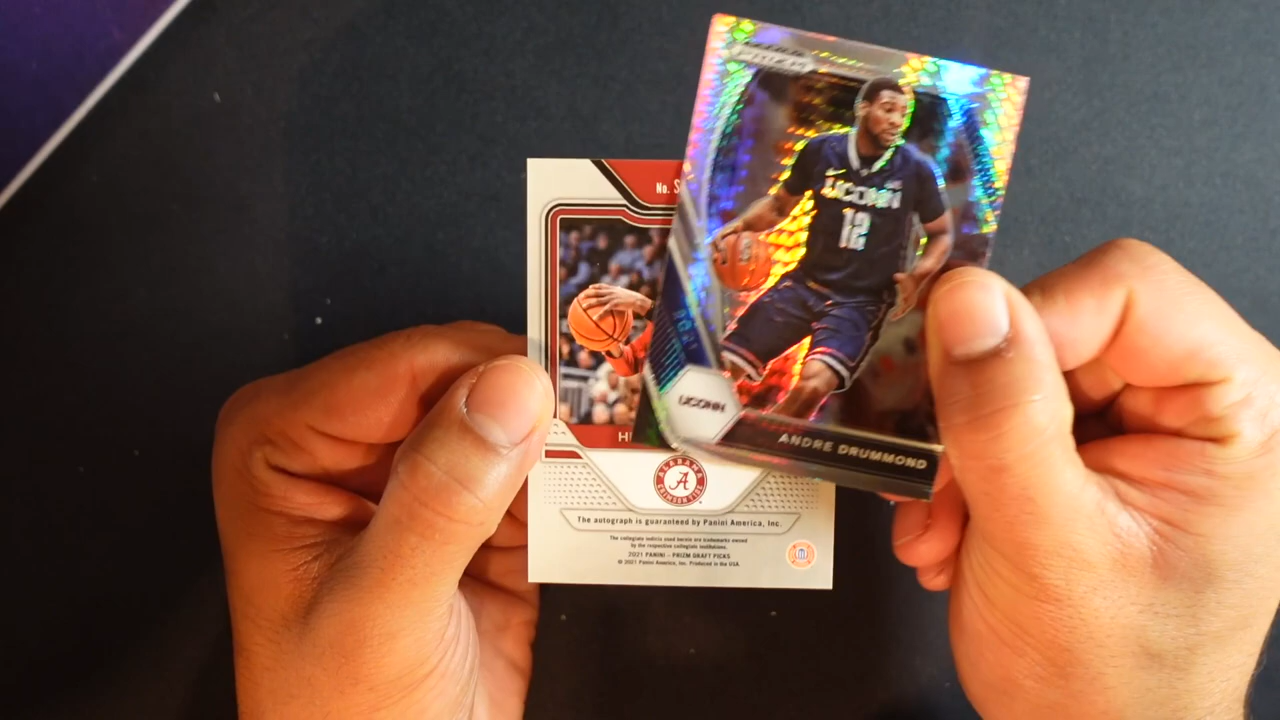 No. S
PRIZM
UCONN
12
UCONN
ANDRE DRUMMOND
H
ALABAMA
A
CRIMSON TIDE
The autograph is guaranteed by Panini America, Inc.
The collegiate indicia used herein are trademarks owned
by the respective collegiate institutions.
2021 PANINI – PRIZM DRAFT PICKS
© 2021 Panini America, Inc. Produced in the USA.